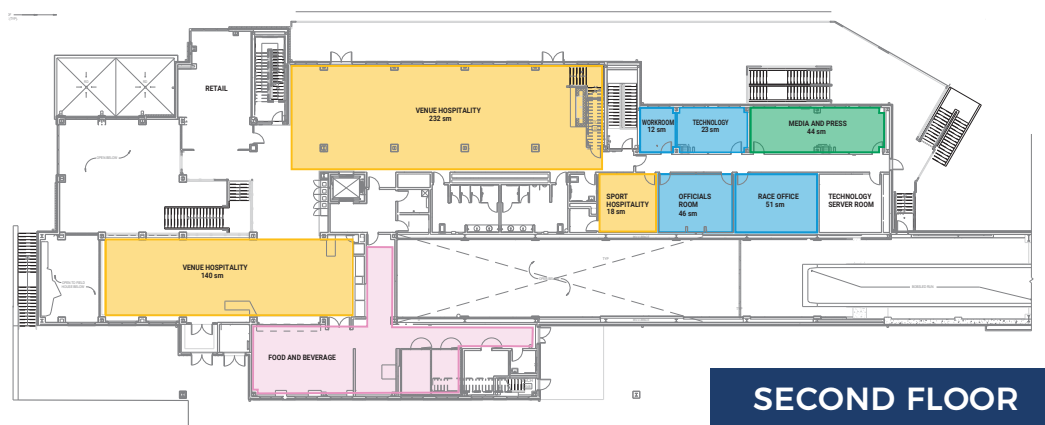 RETAIL
VENUE HOSPITALITY
232 sm
WORKROOM
12 sm
TECHNOLOGY
23 sm
MEDIA AND PRESS
44 sm
SPORT
HOSPITALITY
18 sm
OFFICIALS
ROOM
46 sm
RACE OFFICE
51 sm
TECHNOLOGY
SERVER ROOM
VENUE HOSPITALITY
140 sm
FOOD AND BEVERAGE
SECOND FLOOR